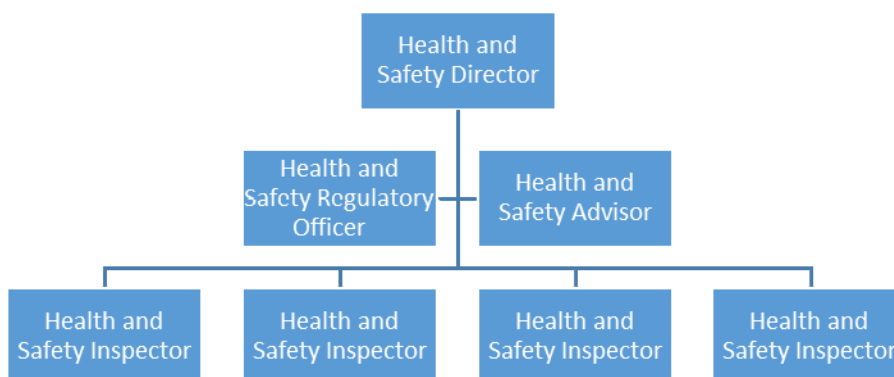 Health and
Safety Director
Health and
Safety Regulatory
Officer
Health and
Safety Advisor
Health and
Safety Inspector
Health and
Safety Inspector
Health and
Safety Inspector
Health and
Safety Inspector